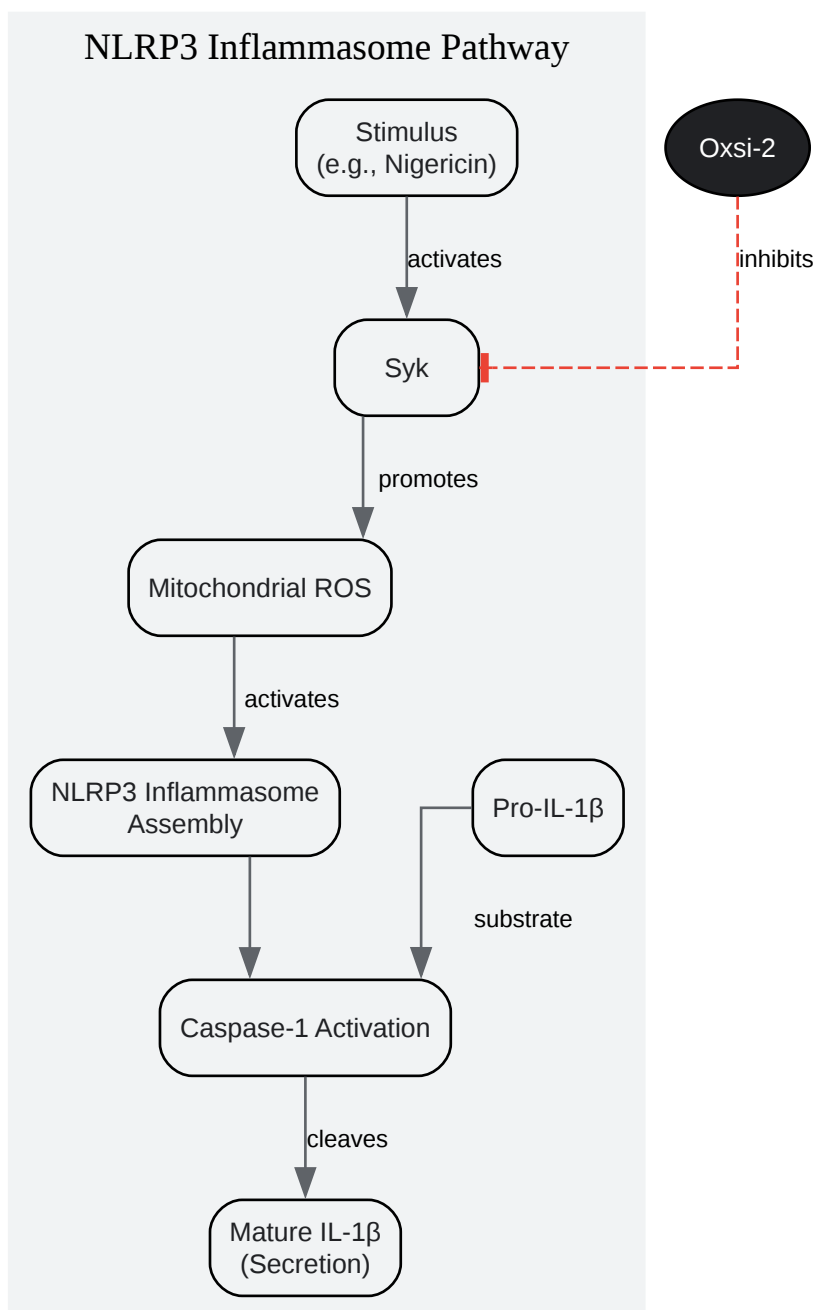 NLRP3 Inflammasome Pathway
Stimulus
(e.g., Nigericin)
Oxsi-2
activates
inhibits
Syk
promotes
Mitochondrial ROS
activates
NLRP3 Inflammasome
Assembly
Pro-IL-1β
substrate
Caspase-1 Activation
cleaves
Mature IL-1β
(Secretion)